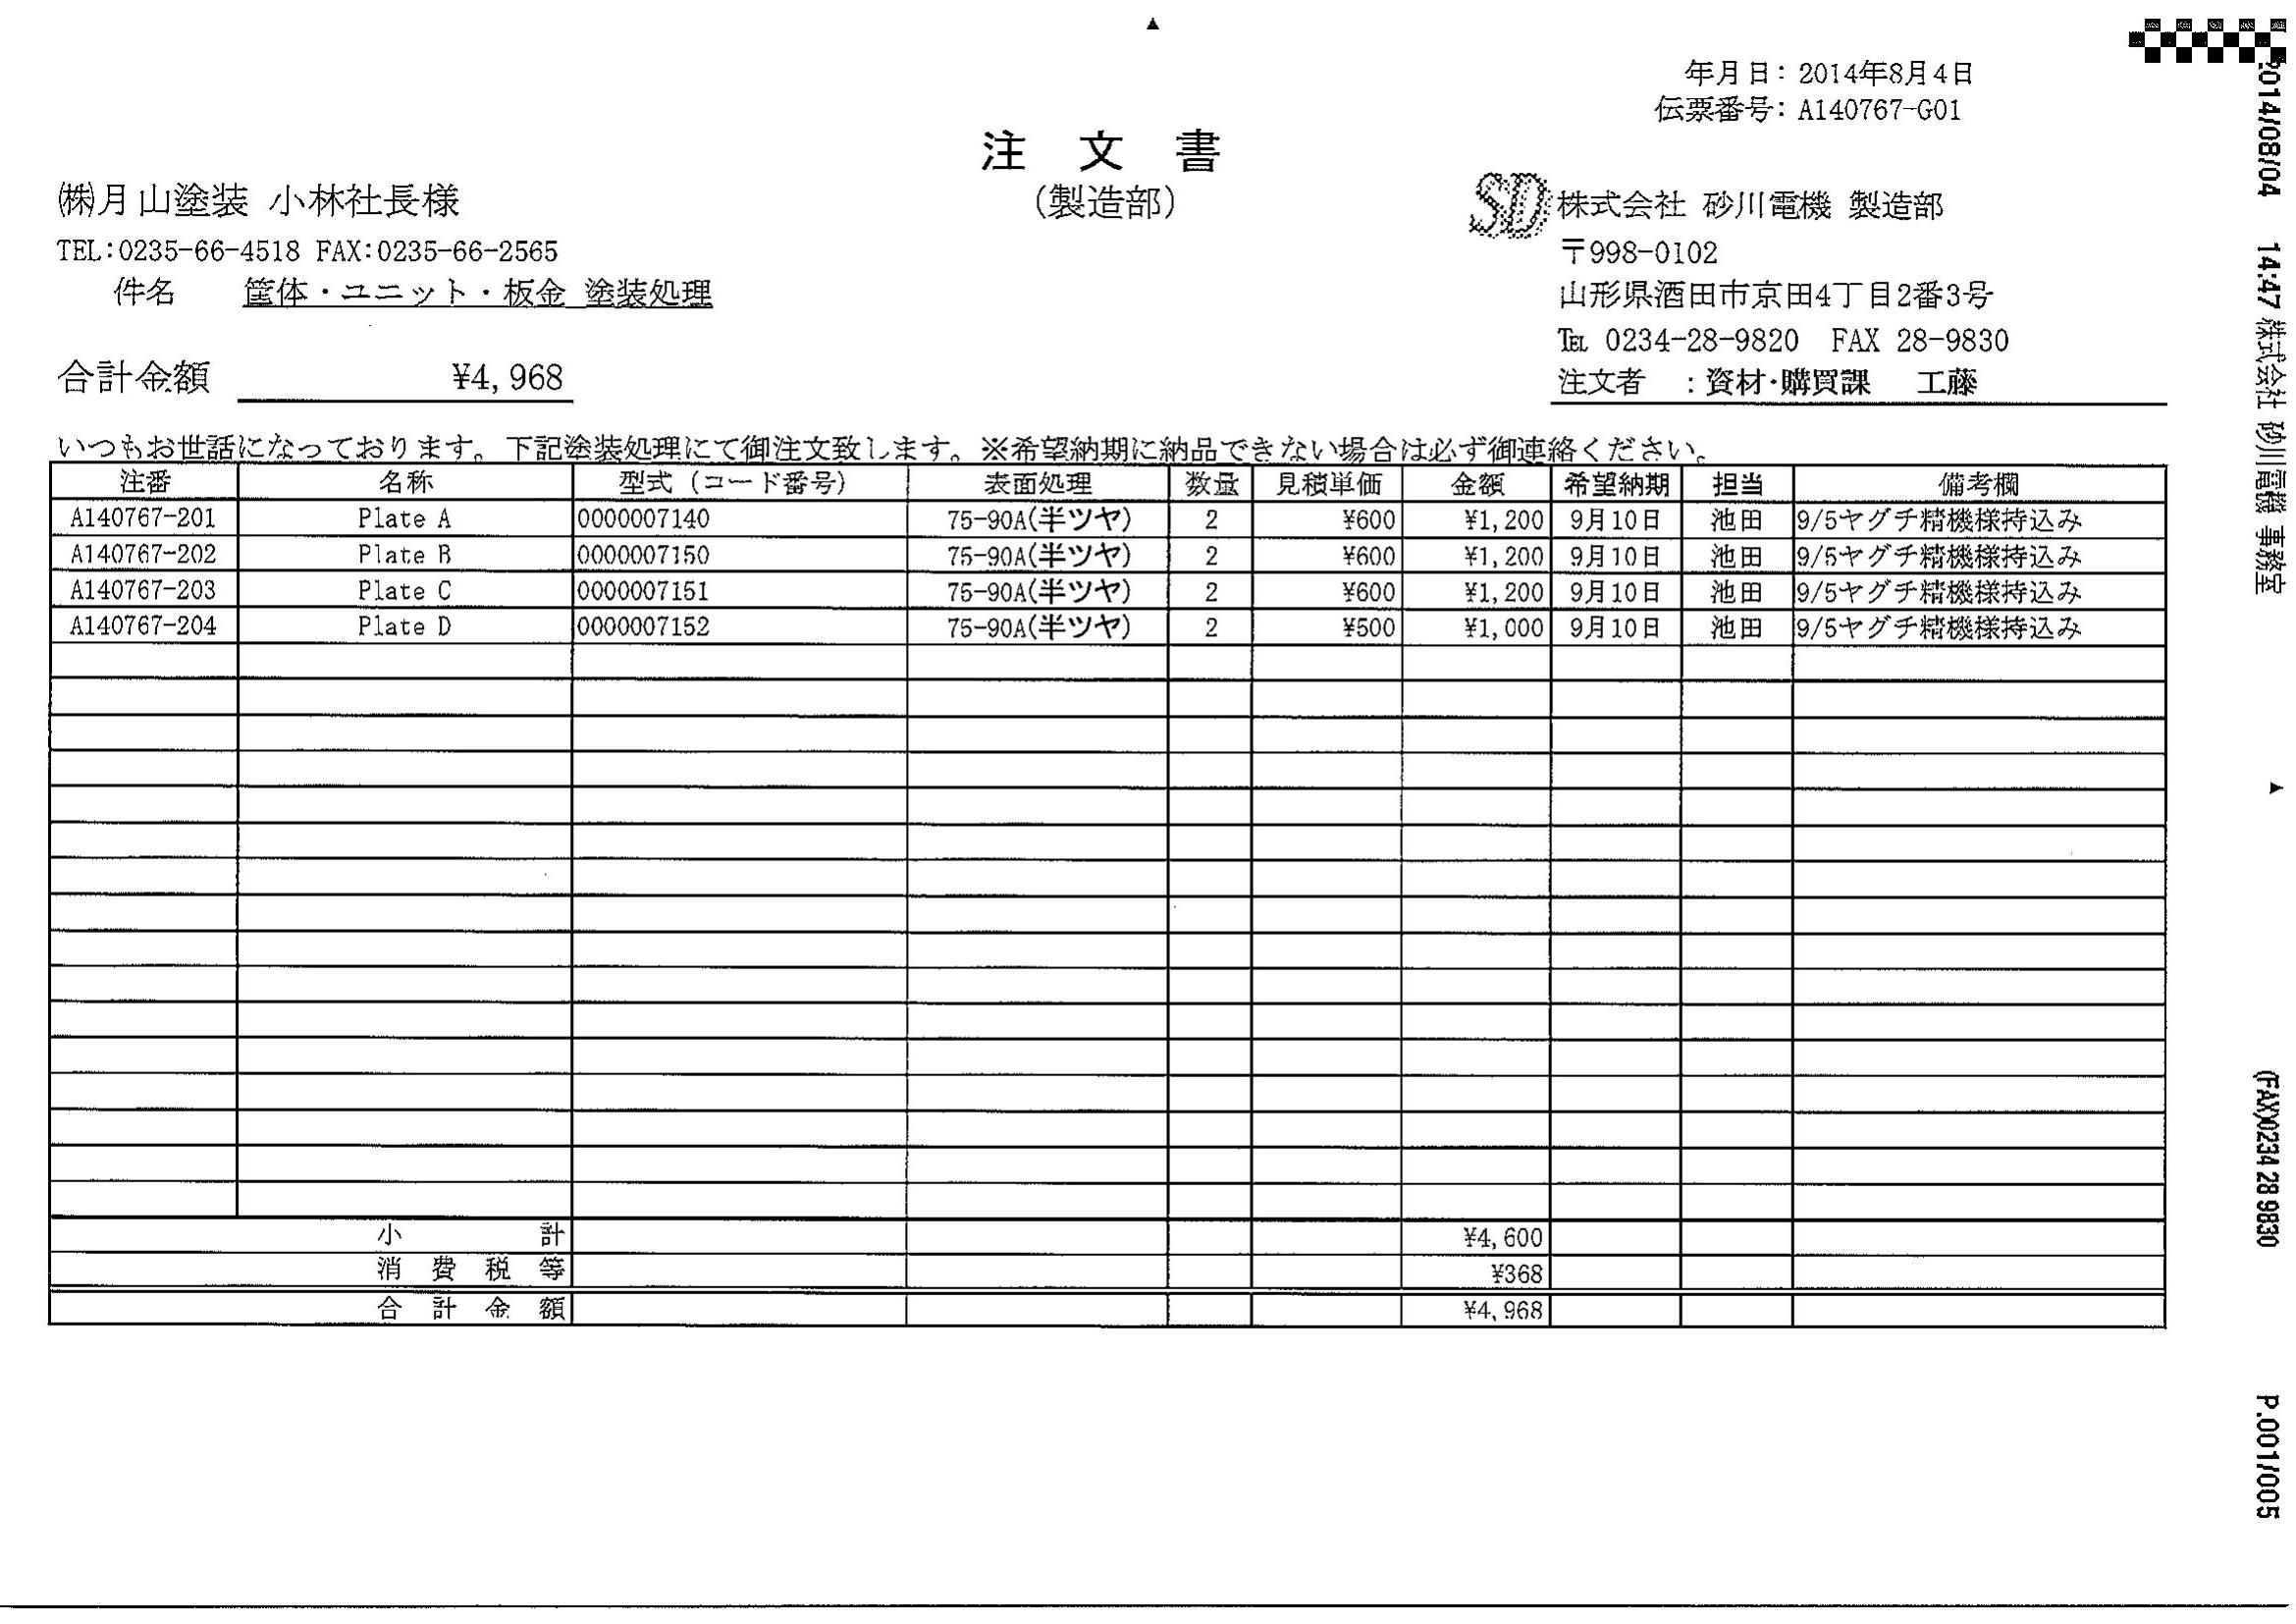 年月日：2014年8月4日
伝票番号：A140767-G01
注 文 書
（製造部）
㈱月山塗装 小林社長様
TEL:0235-66-4518 FAX:0235-66-2565
件名 筐体・ユニット・板金 塗装処理
合計金額 ¥4,968
SD 株式会社 砂川電機 製造部
〒998-0102
山形県酒田市京田4丁目2番3号
℡ 0234-28-9820 FAX 28-9830
注文者 ：資材・購買課 工藤
いつもお世話になっております。下記塗装処理にて御注文致します。※希望納期に納品できない場合は必ず御連絡ください。
注番 名称 型式（コード番号） 表面処理 数量 見積単価 金額 希望納期 担当 備考欄
A140767-201 Plate A 0000007140 75-90A(半ツヤ) 2 ¥600 ¥1,200 9月10日 池田 9/5ヤグチ精機様持込み
A140767-202 Plate B 0000007150 75-90A(半ツヤ) 2 ¥600 ¥1,200 9月10日 池田 9/5ヤグチ精機様持込み
A140767-203 Plate C 0000007151 75-90A(半ツヤ) 2 ¥600 ¥1,200 9月10日 池田 9/5ヤグチ精機様持込み
A140767-204 Plate D 0000007152 75-90A(半ツヤ) 2 ¥500 ¥1,000 9月10日 池田 9/5ヤグチ精機様持込み
小 計 ¥4,600
消 費 税 等 ¥368
合 計 金 額 ¥4,968
2014/08/04 14:47 株式会社 砂川電機 事務室 (FAX)0234 28 9830 P.001/005